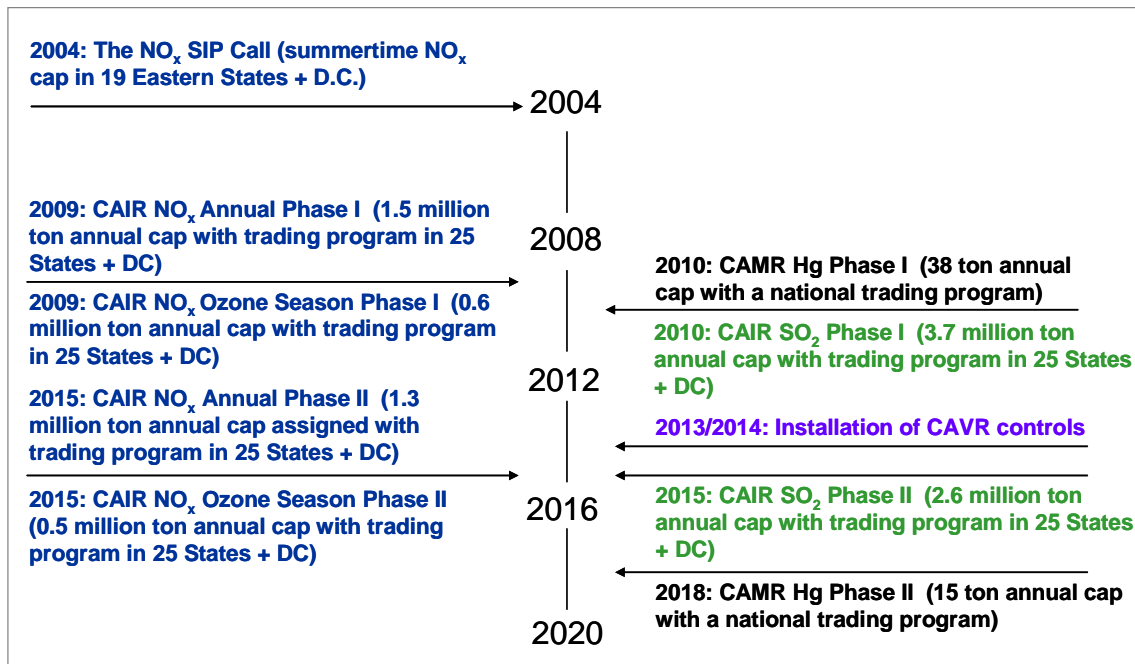 2004: The NOx SIP Call (summertime NOx
cap in 19 Eastern States + D.C.)
2004
2009: CAIR NOx Annual Phase I (1.5 million
ton annual cap with trading program in 25
States + DC)
2008
2010: CAMR Hg Phase I (38 ton annual
cap with a national trading program)
2009: CAIR NOx Ozone Season Phase I (0.6
million ton annual cap with trading program
in 25 States + DC)
2010: CAIR SO2 Phase I (3.7 million ton
annual cap with trading program in 25 States
+ DC)
2012
2015: CAIR NOx Annual Phase II (1.3
million ton annual cap assigned with
trading program in 25 States + DC)
2013/2014: Installation of CAVR controls
2015: CAIR NOx Ozone Season Phase II
(0.5 million ton annual cap with trading
program in 25 States + DC)
2016
2015: CAIR SO2 Phase II (2.6 million ton
annual cap with trading program in 25 States
+ DC)
2018: CAMR Hg Phase II (15 ton annual cap
with a national trading program)
2020